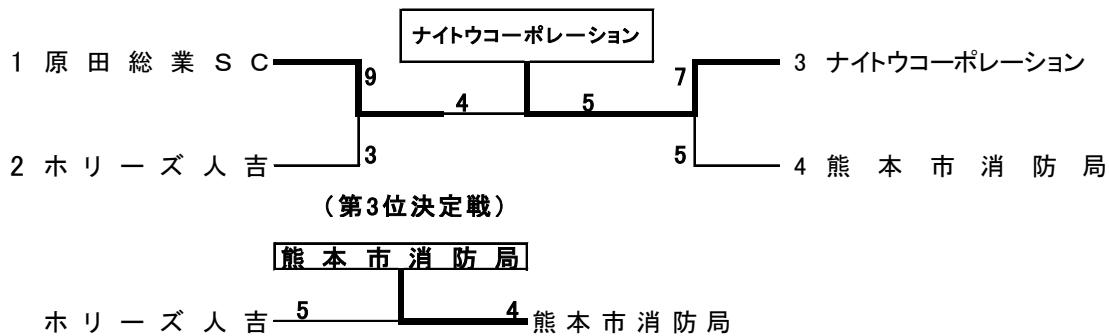 ナイトウコーポレーション
1 原田総業SC 9 7 3 ナイトウコーポレーション
4 5
2 ホリーズ人吉 3 5 4 熊本市消防局
(第3位決定戦)
熊本市消防局
ホリーズ人吉 5 4 熊本市消防局